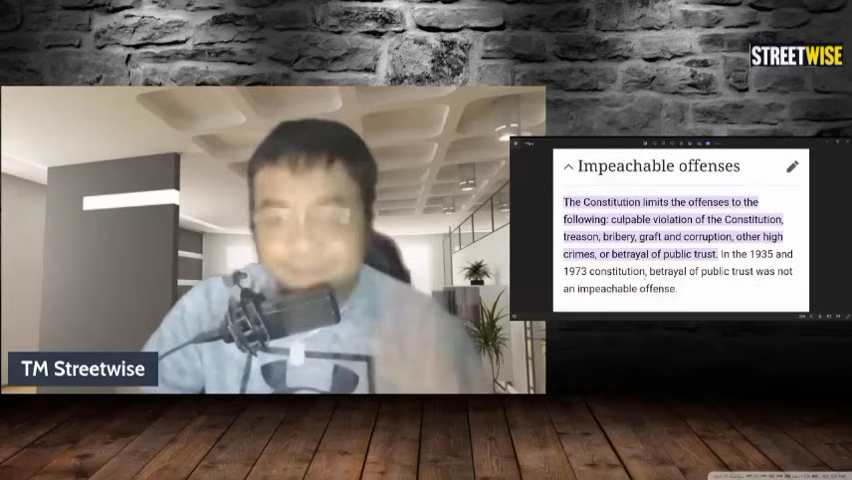 STREETWISE
Impeachable offenses
The Constitution limits the offenses to the
following: culpable violation of the Constitution,
treason, bribery, graft and corruption, other high
crimes, or betrayal of public trust. In the 1935 and
1973 constitution, betrayal of public trust was not
an impeachable offense.
TM Streetwise